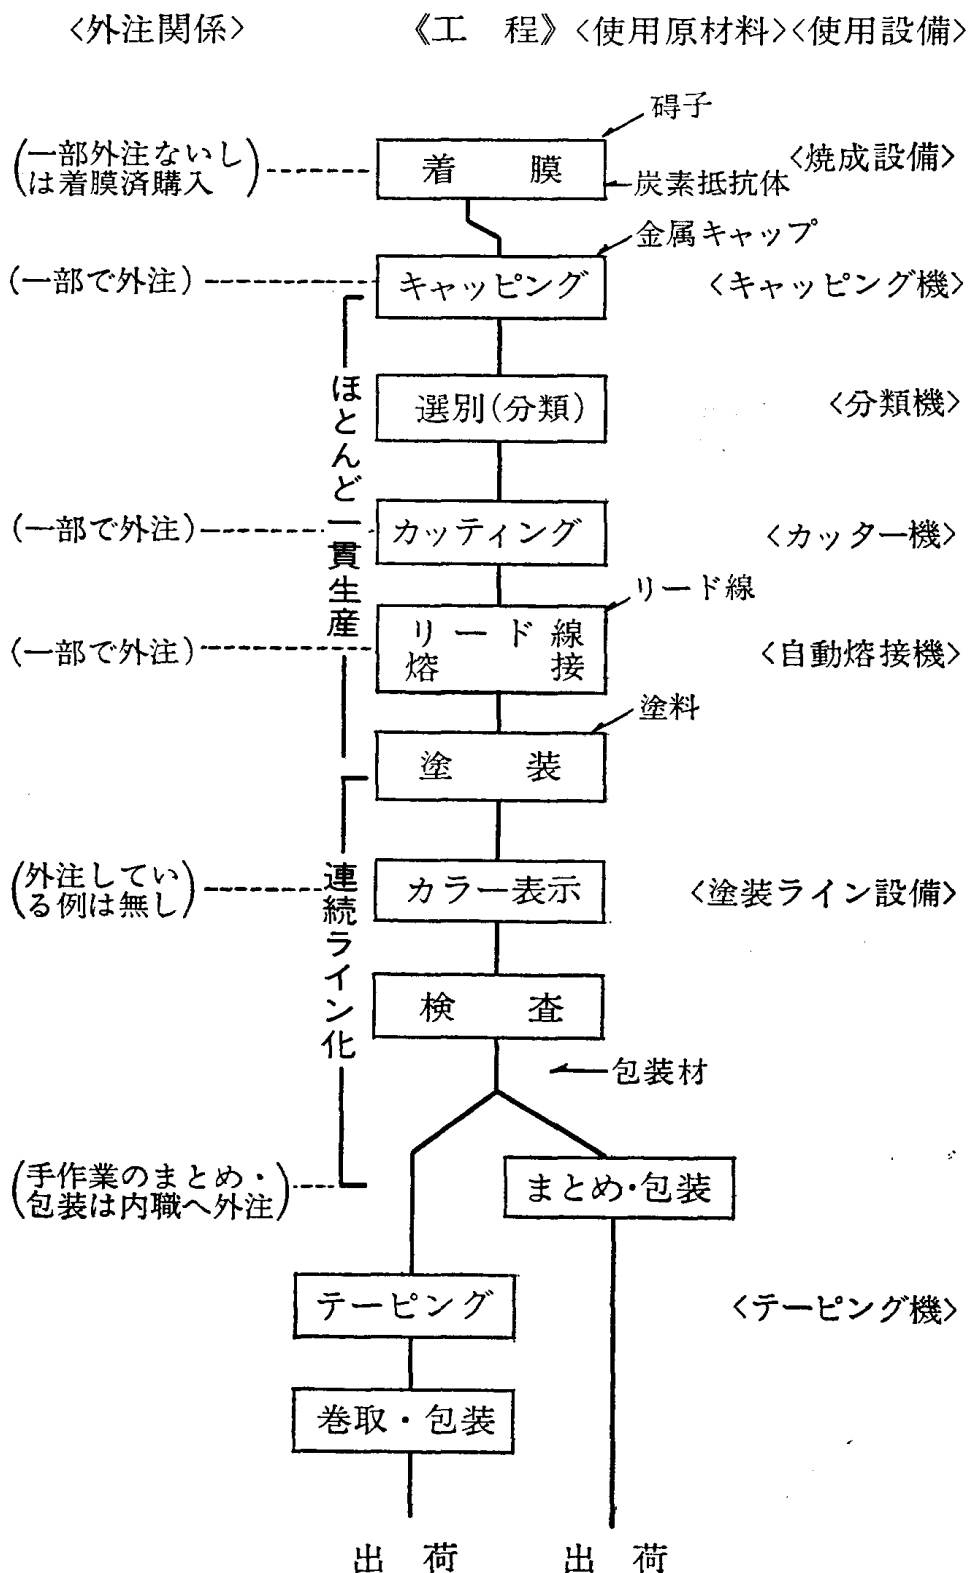 <外注関係> 《工 程》 <使用原材料> <使用設備>
碍子
(一部外注ないし
は着膜済購入)
着 膜
<焼成設備>
炭素抵抗体
金属キャップ
(一部で外注)
キャッピング
<キャッピング機>
ほとんど一貫生産
選別(分類)
<分類機>
(一部で外注)
カッティング
<カッター機>
リード線
(一部で外注)
リード線
熔接
<自動熔接機>
塗料
塗 装
連続ライン化
(外注してい
る例は無し)
カラー表示
<塗装ライン設備>
検 査
包装材
(手作業のまとめ・
包装は内職へ外注)
まとめ・包装
テーピング
<テーピング機>
巻取・包装
出 荷 出 荷